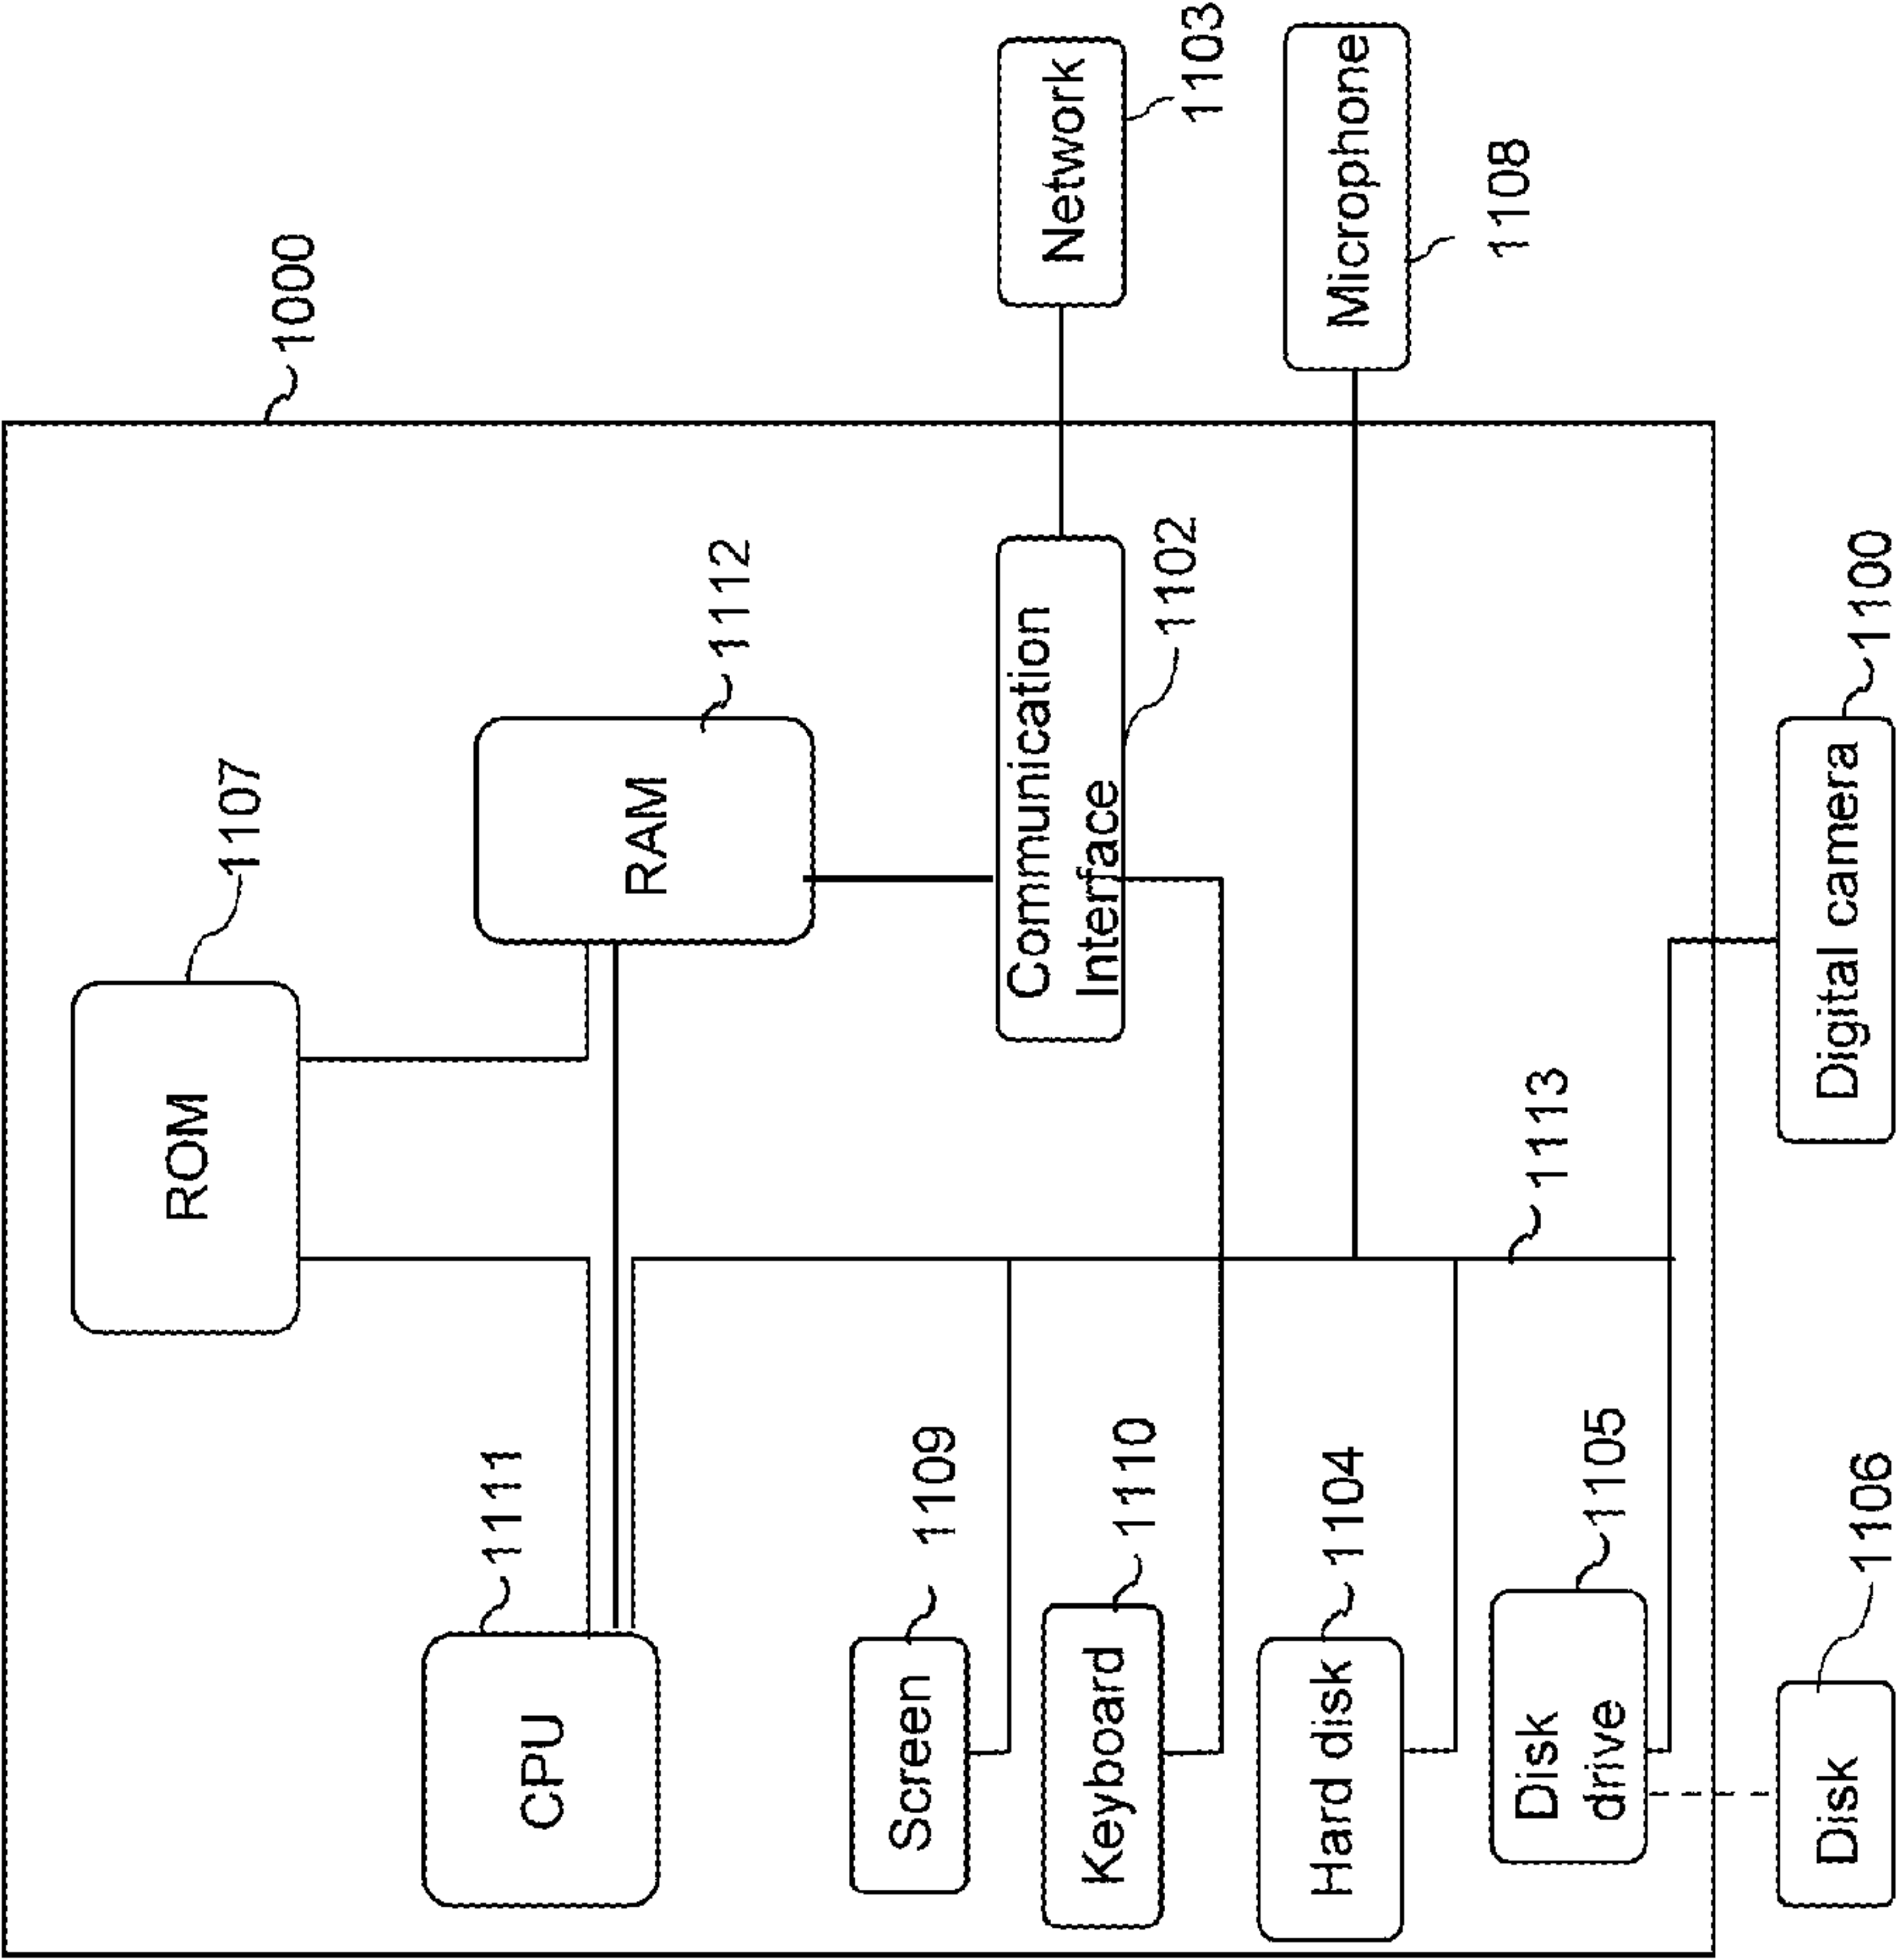 1107
ROM
1111
CPU
RAM
1112
1000
1109
Screen
1110
Keyboard
Communication
Interface
1102
Network
1103
1104
Hard disk
1113
Microphone
1108
1105
Disk
drive
1106
Disk
Digital camera
1100